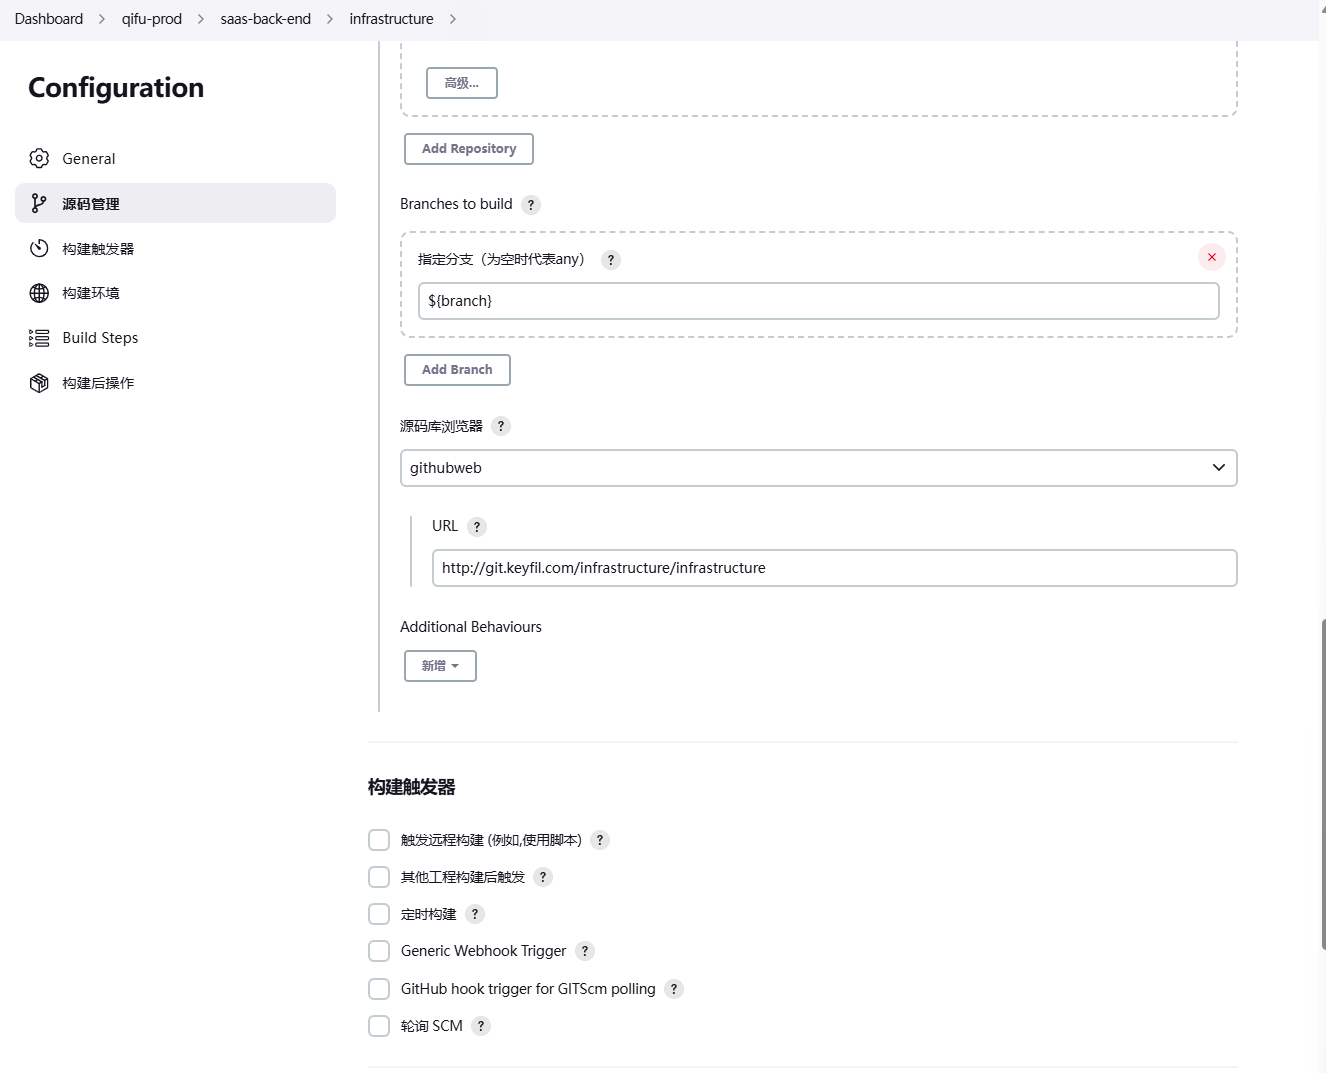 Dashboard > qifu-prod > saas-back-end > infrastructure >
Configuration
General
源码管理
构建触发器
构建环境
Build Steps
构建后操作
高级...
Add Repository
Branches to build ?
指定分支（为空时代表any） ?
${branch}
Add Branch
源码库浏览器 ?
githubweb
URL ?
http://git.keyfil.com/infrastructure/infrastructure
Additional Behaviours
新增
构建触发器
触发远程构建 (例如,使用脚本) ?
其他工程构建后触发 ?
定时构建 ?
Generic Webhook Trigger ?
GitHub hook trigger for GITScm polling ?
轮询 SCM ?